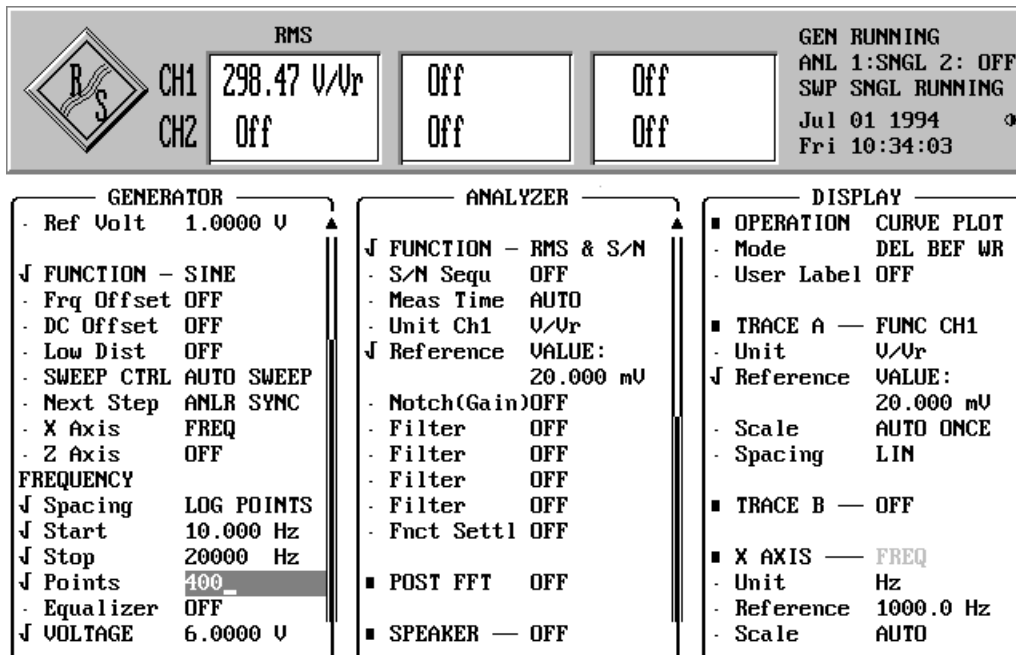 RMS
R
S
CH1 298.47 V/Vr Off Off
CH2 Off Off Off
GEN RUNNING
ANL 1:SNGL 2: OFF
SWP SNGL RUNNING
Jul 01 1994
Fri 10:34:03
GENERATOR
· Ref Volt 1.0000 V
√ FUNCTION – SINE
· Frq Offset OFF
· DC Offset OFF
· Low Dist OFF
· SWEEP CTRL AUTO SWEEP
· Next Step ANLR SYNC
· X Axis FREQ
· Z Axis OFF
FREQUENCY
√ Spacing LOG POINTS
√ Start 10.000 Hz
√ Stop 20000 Hz
√ Points 400_
· Equalizer OFF
√ VOLTAGE 6.0000 V
ANALYZER
√ FUNCTION – RMS & S/N
· S/N Sequ OFF
· Meas Time AUTO
· Unit Ch1 V/Vr
√ Reference VALUE:
20.000 mV
· Notch(Gain)OFF
· Filter OFF
· Filter OFF
· Filter OFF
· Filter OFF
· Fnct Settl OFF
▪ POST FFT OFF
▪ SPEAKER — OFF
DISPLAY
▪ OPERATION CURVE PLOT
· Mode DEL BEF WR
· User Label OFF
▪ TRACE A — FUNC CH1
· Unit V/Vr
√ Reference VALUE:
20.000 mV
· Scale AUTO ONCE
· Spacing LIN
▪ TRACE B — OFF
▪ X AXIS — FREQ
· Unit Hz
· Reference 1000.0 Hz
· Scale AUTO